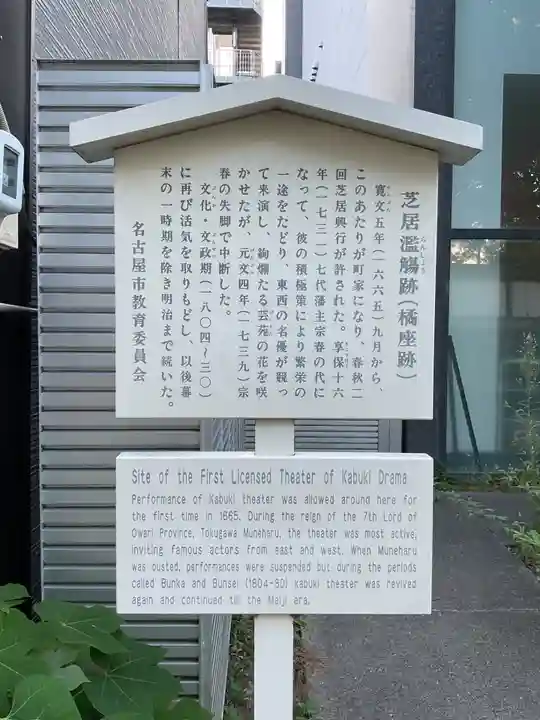 芝居濫觴跡(橘座跡)
寛文五年(一六六五)九月から、
このあたりが町家になり、春秋二
回芝居興行が許された。享保十六
年(一七三一)七代藩主宗春の代に
なって、彼の積極策により繁栄の
一途をたどり、東西の名優が競っ
て来演し、絢爛たる芸苑の花を咲
かせたが、元文四年(一七三九)宗
春の失脚で中断した。
文化・文政期(一八〇四〜三〇)
に再び活気を取りもどし、以後幕
末の一時期を除き明治まで続いた。
名古屋市教育委員会
Site of the First Licensed Theater of Kabuki Drama
Performance of Kabuki theater was allowed around here for
the first time in 1665. During the reign of the 7th Lord of
Owari Province, Tokugawa Muneharu, the theater was most active,
inviting famous actors from east and west. When Muneharu
was ousted, performances were suspended but during the periods
called Bunka and Bunsei (1804-30) kabuki theater was revived
again and continued till the Maiji era.